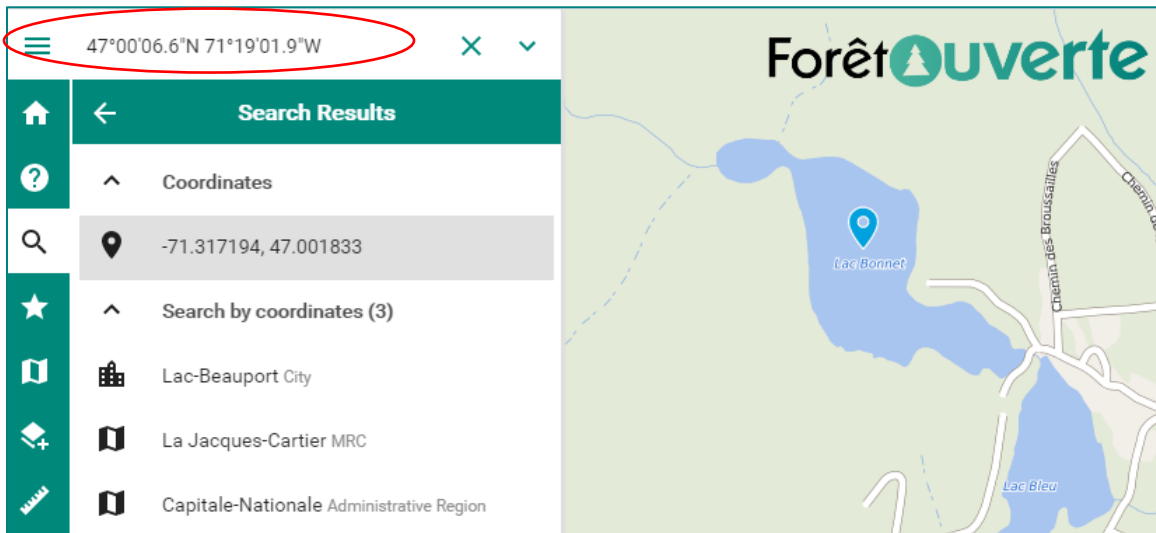 47°00'06.6"N 71°19'01.9"W
ForêtOuverte
Search Results
Coordinates
-71.317194, 47.001833
Search by coordinates (3)
Lac-Beauport City
La Jacques-Cartier MRC
Capitale-Nationale Administrative Region
Lac Bonnet
Chemin des Broussailles
Chemin de
Lac Bleu